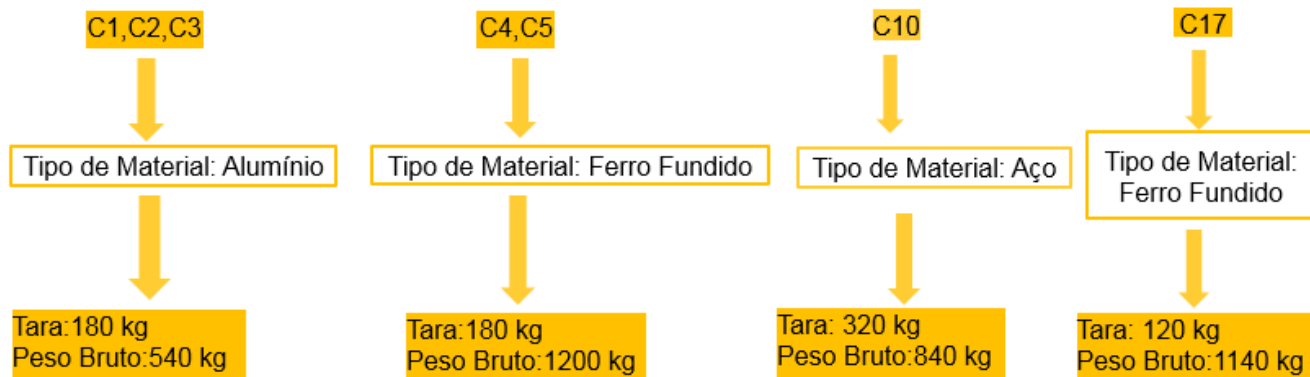 C1,C2,C3
Tipo de Material: Alumínio
Tara:180 kg
Peso Bruto:540 kg
C4,C5
Tipo de Material: Ferro Fundido
Tara:180 kg
Peso Bruto:1200 kg
C10
Tipo de Material: Aço
Tara: 320 kg
Peso Bruto:840 kg
C17
Tipo de Material:
Ferro Fundido
Tara: 120 kg
Peso Bruto:1140 kg